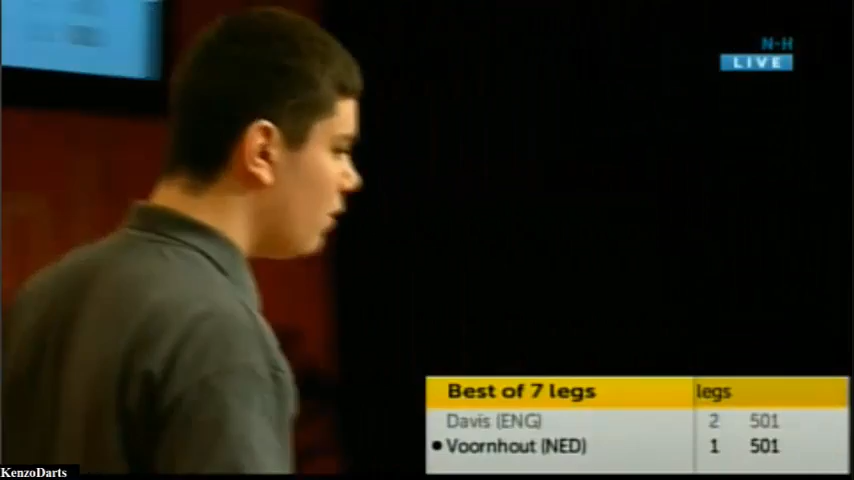 N-H
LIVE
Best of 7 legs legs
Davis (ENG) 2 501
Voornhout (NED) 1 501
KenzoDarts